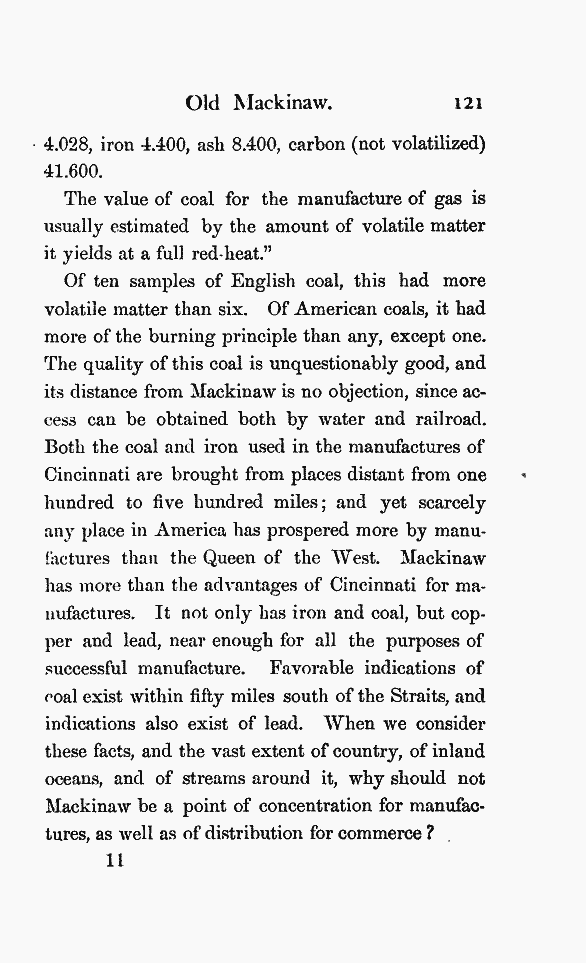 Old Mackinaw. 121
4.028, iron 4.400, ash 8.400, carbon (not volatilized)
41.600.
The value of coal for the manufacture of gas is
usually estimated by the amount of volatile matter
it yields at a full red-heat.”
Of ten samples of English coal, this had more
volatile matter than six. Of American coals, it had
more of the burning principle than any, except one.
The quality of this coal is unquestionably good, and
its distance from Mackinaw is no objection, since ac-
cess can be obtained both by water and railroad.
Both the coal and iron used in the manufactures of
Cincinnati are brought from places distant from one
hundred to five hundred miles; and yet scarcely
any place in America has prospered more by manu-
factures than the Queen of the West. Mackinaw
has more than the advantages of Cincinnati for ma-
nufactures. It not only has iron and coal, but cop-
per and lead, near enough for all the purposes of
successful manufacture. Favorable indications of
coal exist within fifty miles south of the Straits, and
indications also exist of lead. When we consider
these facts, and the vast extent of country, of inland
oceans, and of streams around it, why should not
Mackinaw be a point of concentration for manufac-
tures, as well as of distribution for commerce?
11